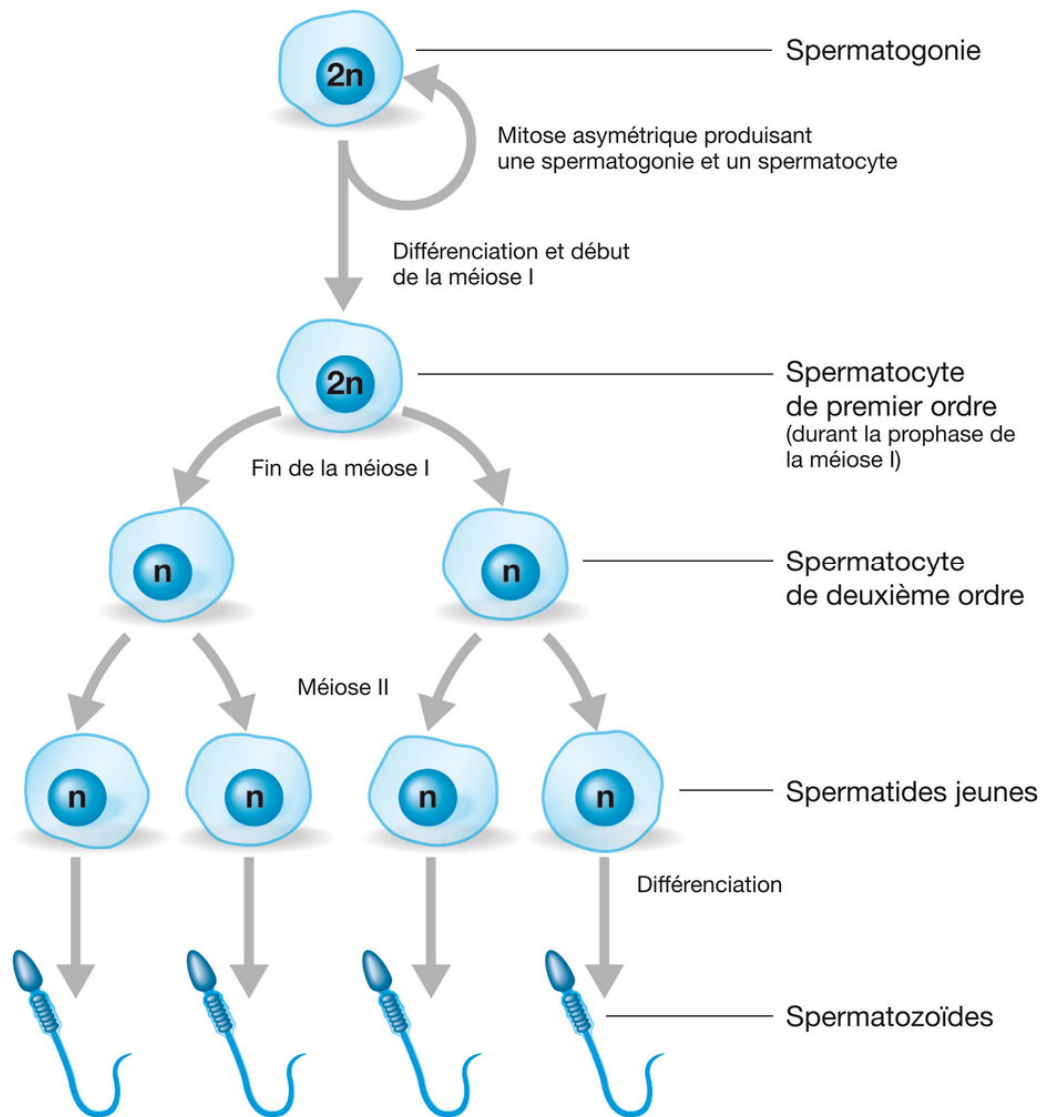 2n
Spermatogonie
Mitose asymétrique produisant
une spermatogonie et un spermatocyte
Différenciation et début
de la méiose I
2n
Spermatocyte
de premier ordre
(durant la prophase de
la méiose I)
Fin de la méiose I
n
n
Spermatocyte
de deuxième ordre
Méiose II
n
n
n
n
Spermatides jeunes
Différenciation
Spermatozoïdes